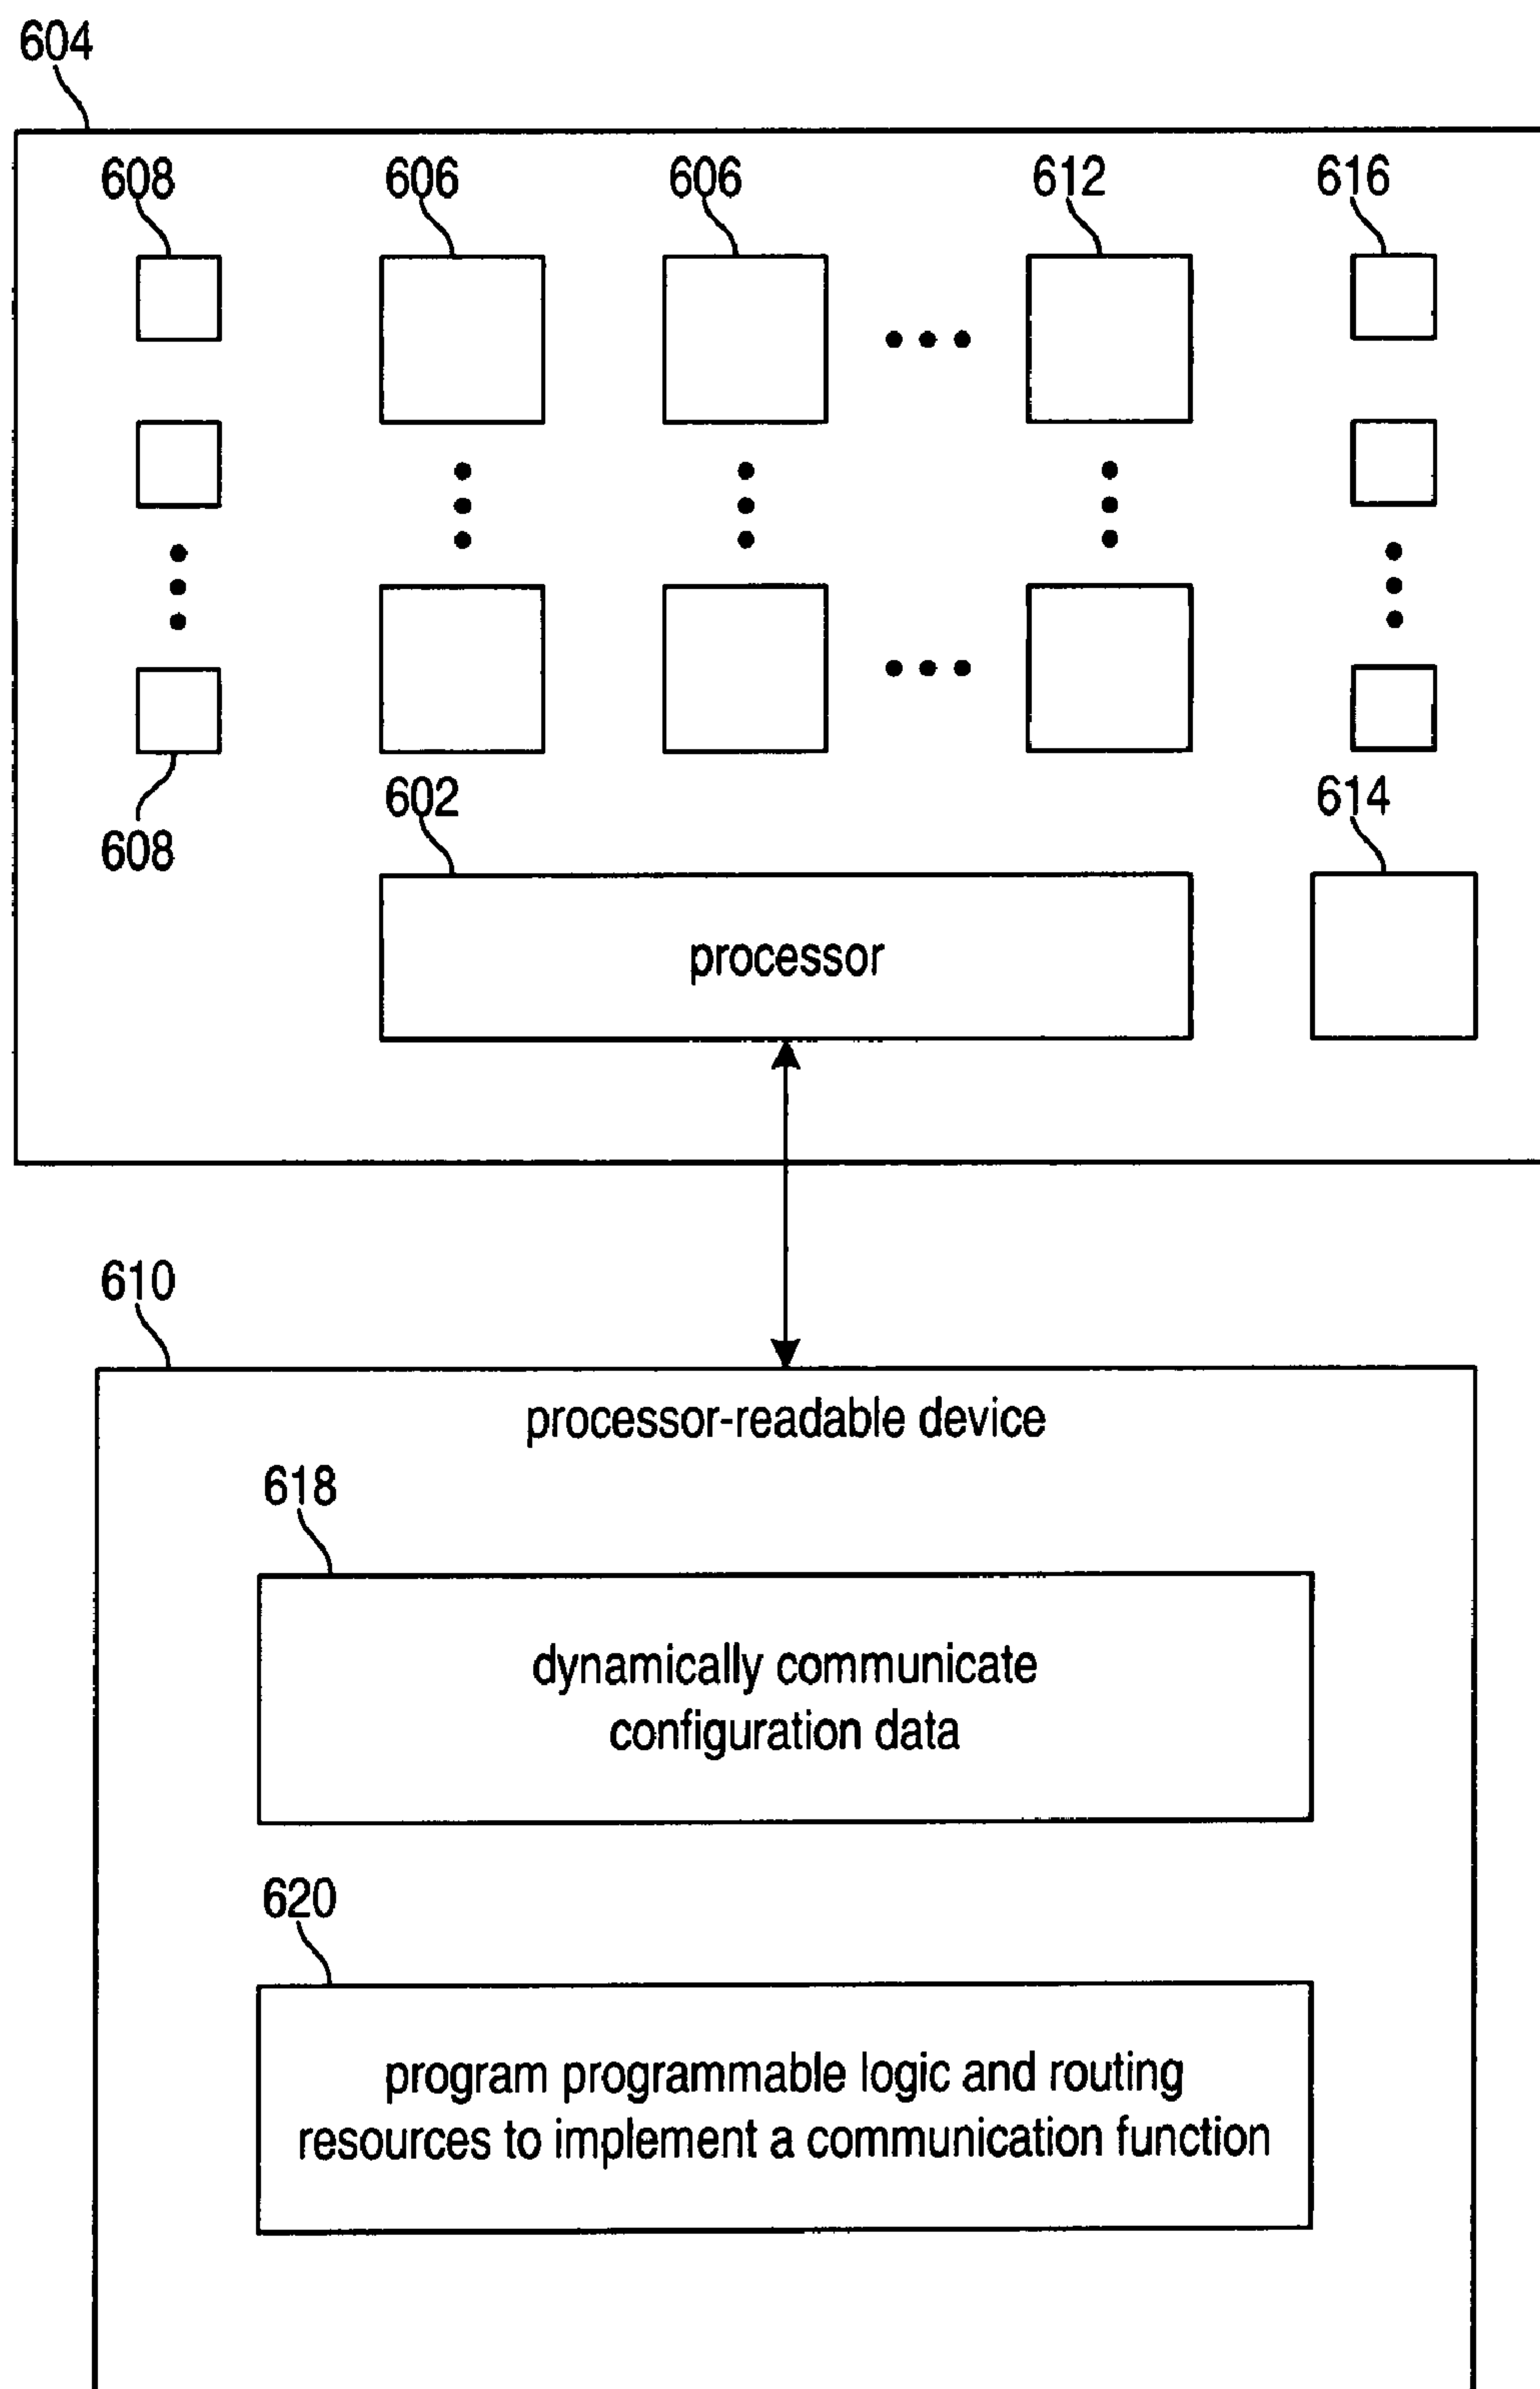 604
608
606
606
612
616
602
614
608
processor
610
processor-readable device
618
dynamically communicate
configuration data
620
program programmable logic and routing
resources to implement a communication function